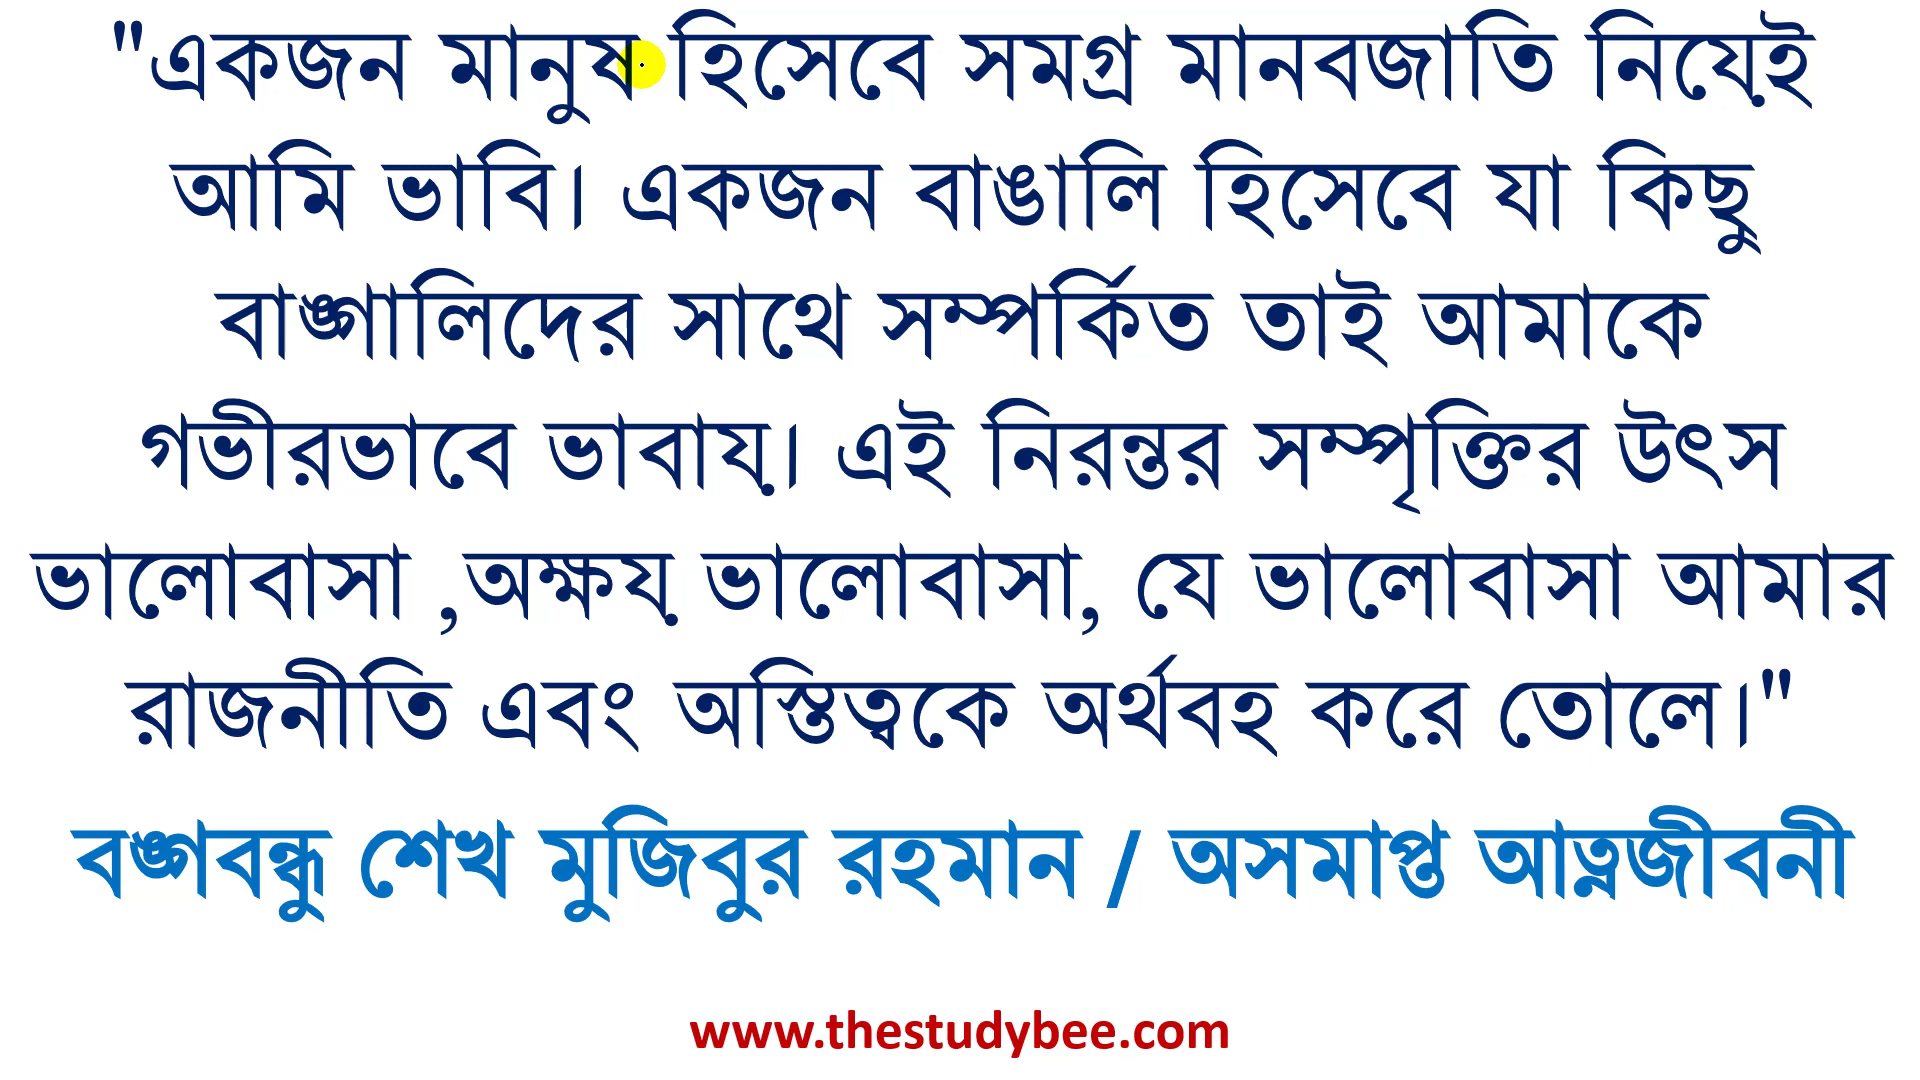 "একজন মানুষ হিসেবে সমগ্র মানবজাতি নিয়েই
আমি ভাবি। একজন বাঙালি হিসেবে যা কিছু
বাঙ্গালিদের সাথে সম্পর্কিত তাই আমাকে
গভীরভাবে ভাবায়। এই নিরন্তর সম্পৃক্তির উৎস
ভালোবাসা ,অক্ষয় ভালোবাসা, যে ভালোবাসা আমার
রাজনীতি এবং অস্তিত্বকে অর্থবহ করে তোলে।"
বঙ্গবন্ধু শেখ মুজিবুর রহমান / অসমাপ্ত আত্নজীবনী
www.thestudybee.com